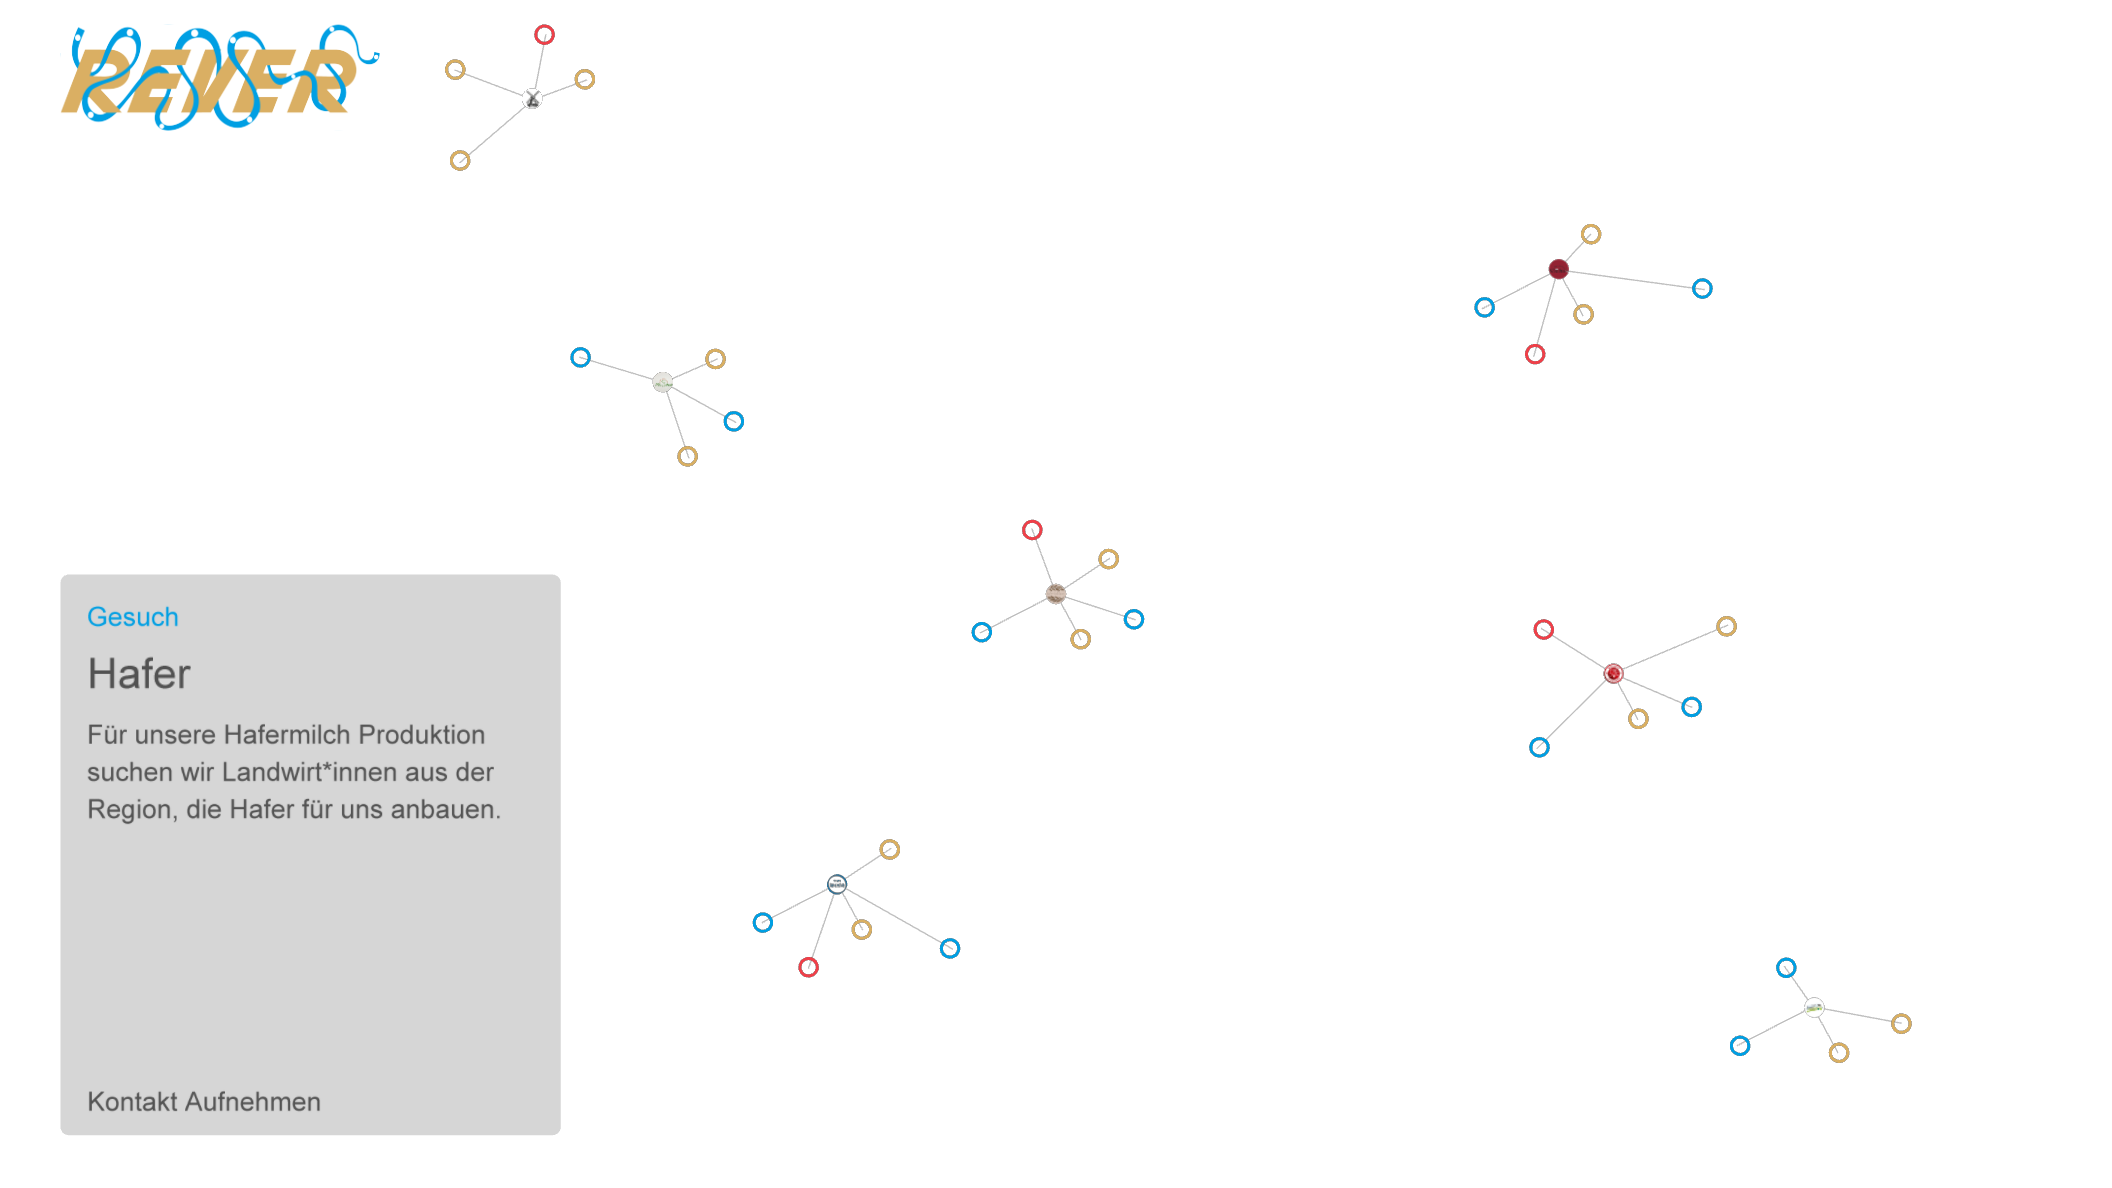 REVER
Gesuch
Hafer
Für unsere Hafermilch Produktion
suchen wir Landwirt*innen aus der
Region, die Hafer für uns anbauen.
Kontakt Aufnehmen